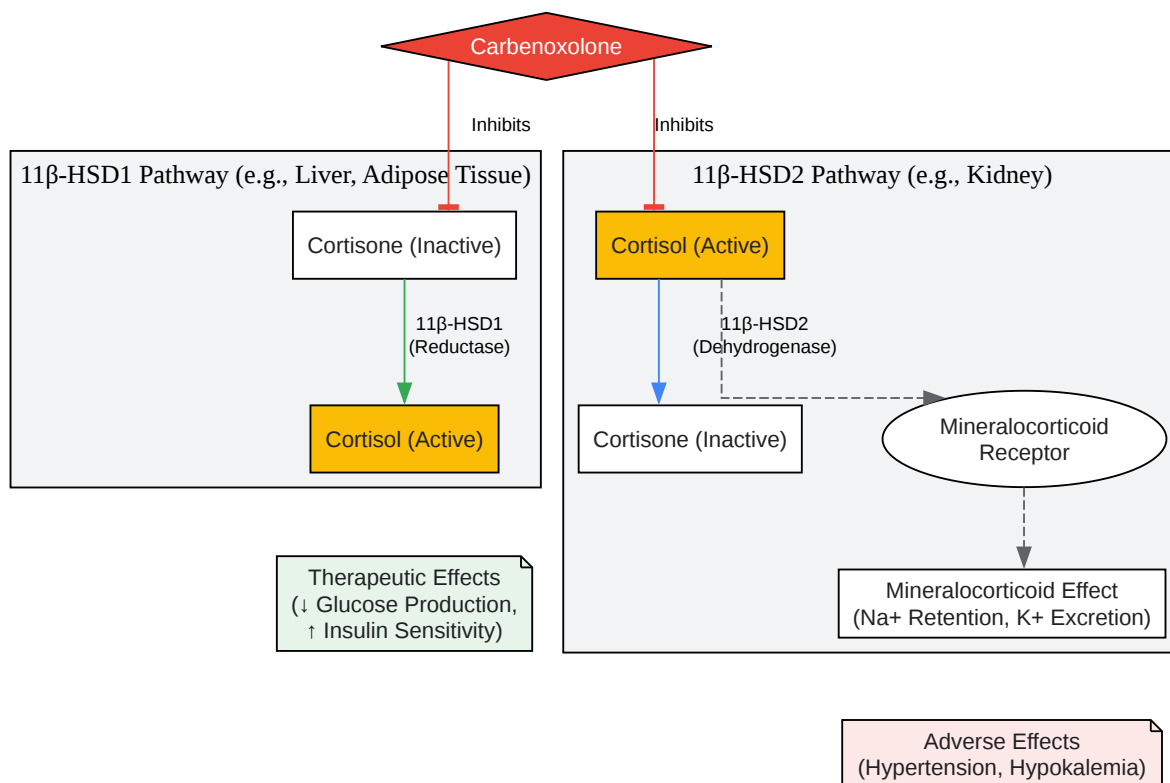 Carbenoxolone
Inhibits
Inhibits
11β-HSD1 Pathway (e.g., Liver, Adipose Tissue)
Cortisone (Inactive)
11β-HSD1
(Reductase)
Cortisol (Active)
11β-HSD2 Pathway (e.g., Kidney)
Cortisol (Active)
11β-HSD2
(Dehydrogenase)
Cortisone (Inactive)
Mineralocorticoid
Receptor
Mineralocorticoid Effect
(Na+ Retention, K+ Excretion)
Therapeutic Effects
(↓ Glucose Production,
↑ Insulin Sensitivity)
Adverse Effects
(Hypertension, Hypokalemia)